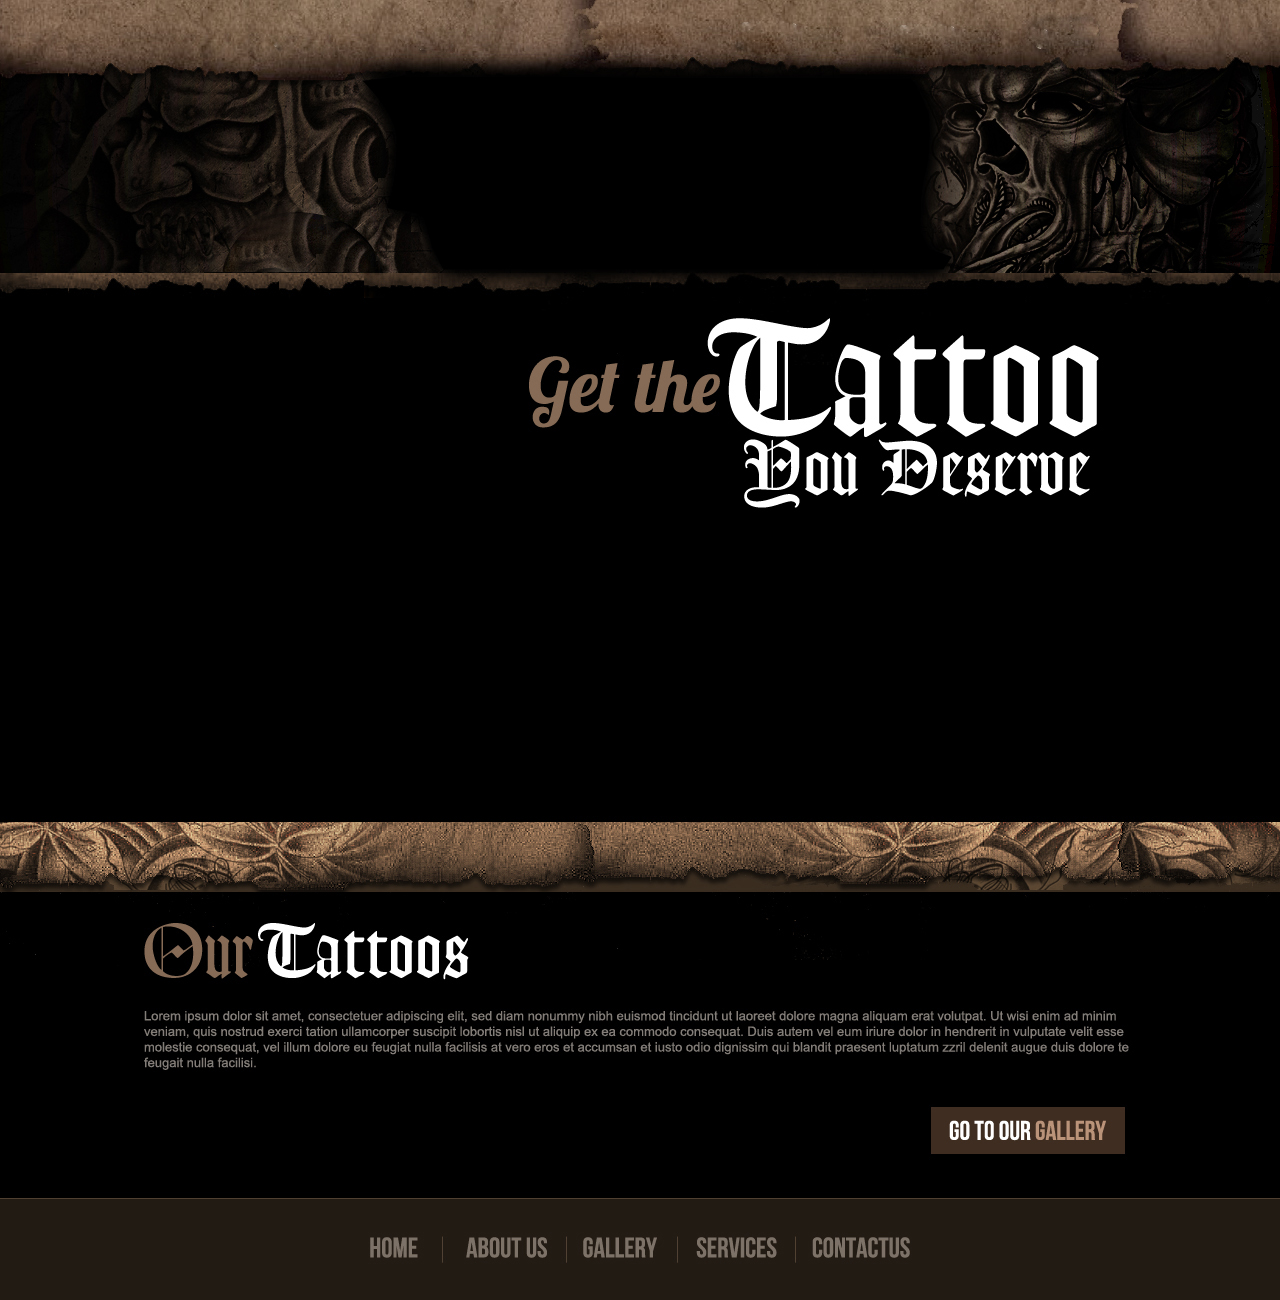 Get the Tattoo
You Deserve
Our Tattoos
Lorem ipsum dolor sit amet, consectetuer adipiscing elit, sed diam nonummy nibh euismod tincidunt ut laoreet dolore magna aliquam erat volutpat. Ut wisi enim ad minim
veniam, quis nostrud exerci tation ullamcorper suscipit lobortis nisl ut aliquip ex ea commodo consequat. Duis autem vel eum iriure dolor in hendrerit in vulputate velit esse
molestie consequat, vel illum dolore eu feugiat nulla facilisis at vero eros et accumsan et iusto odio dignissim qui blandit praesent luptatum zzril delenit augue duis dolore te
feugait nulla facilisi.
GO TO OUR GALLERY
HOME ABOUT US GALLERY SERVICES CONTACTUS